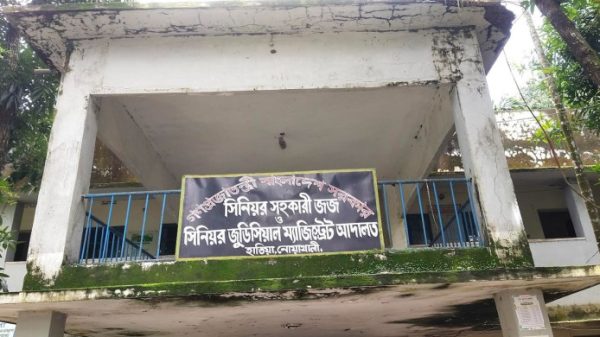 গণপ্রজাতন্ত্রী বাংলাদেশ সরকার
সিনিয়র সহকারী জজ
ও
সিনিয়র জুডিসিয়াল ম্যাজিষ্ট্রেট আদালত
হাতিয়া, নোয়াখালী।